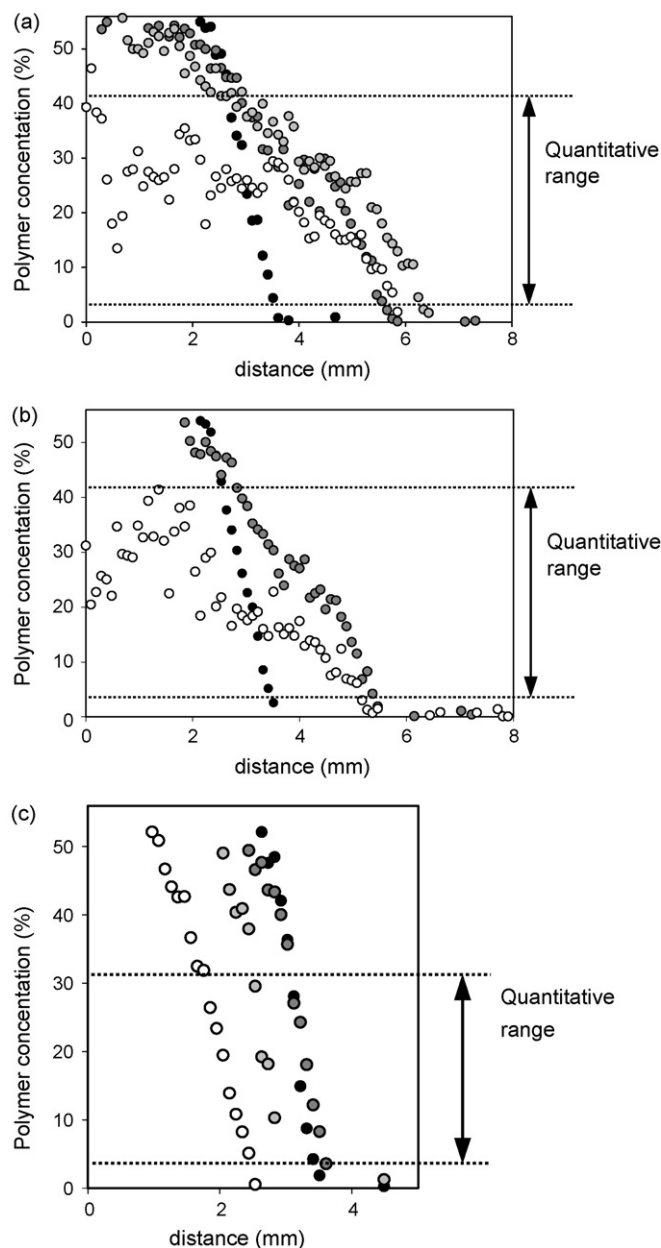 (a)
Polymer concentration (%)
50
40
30
20
10
0
Quantitative
range
0 2 4 6 8
distance (mm)
(b)
Polymer concentration (%)
50
40
30
20
10
0
Quantitative
range
0 2 4 6 8
distance (mm)
(c)
Polymer concentration (%)
50
40
30
20
10
0
Quantitative
range
0 2 4
distance (mm)